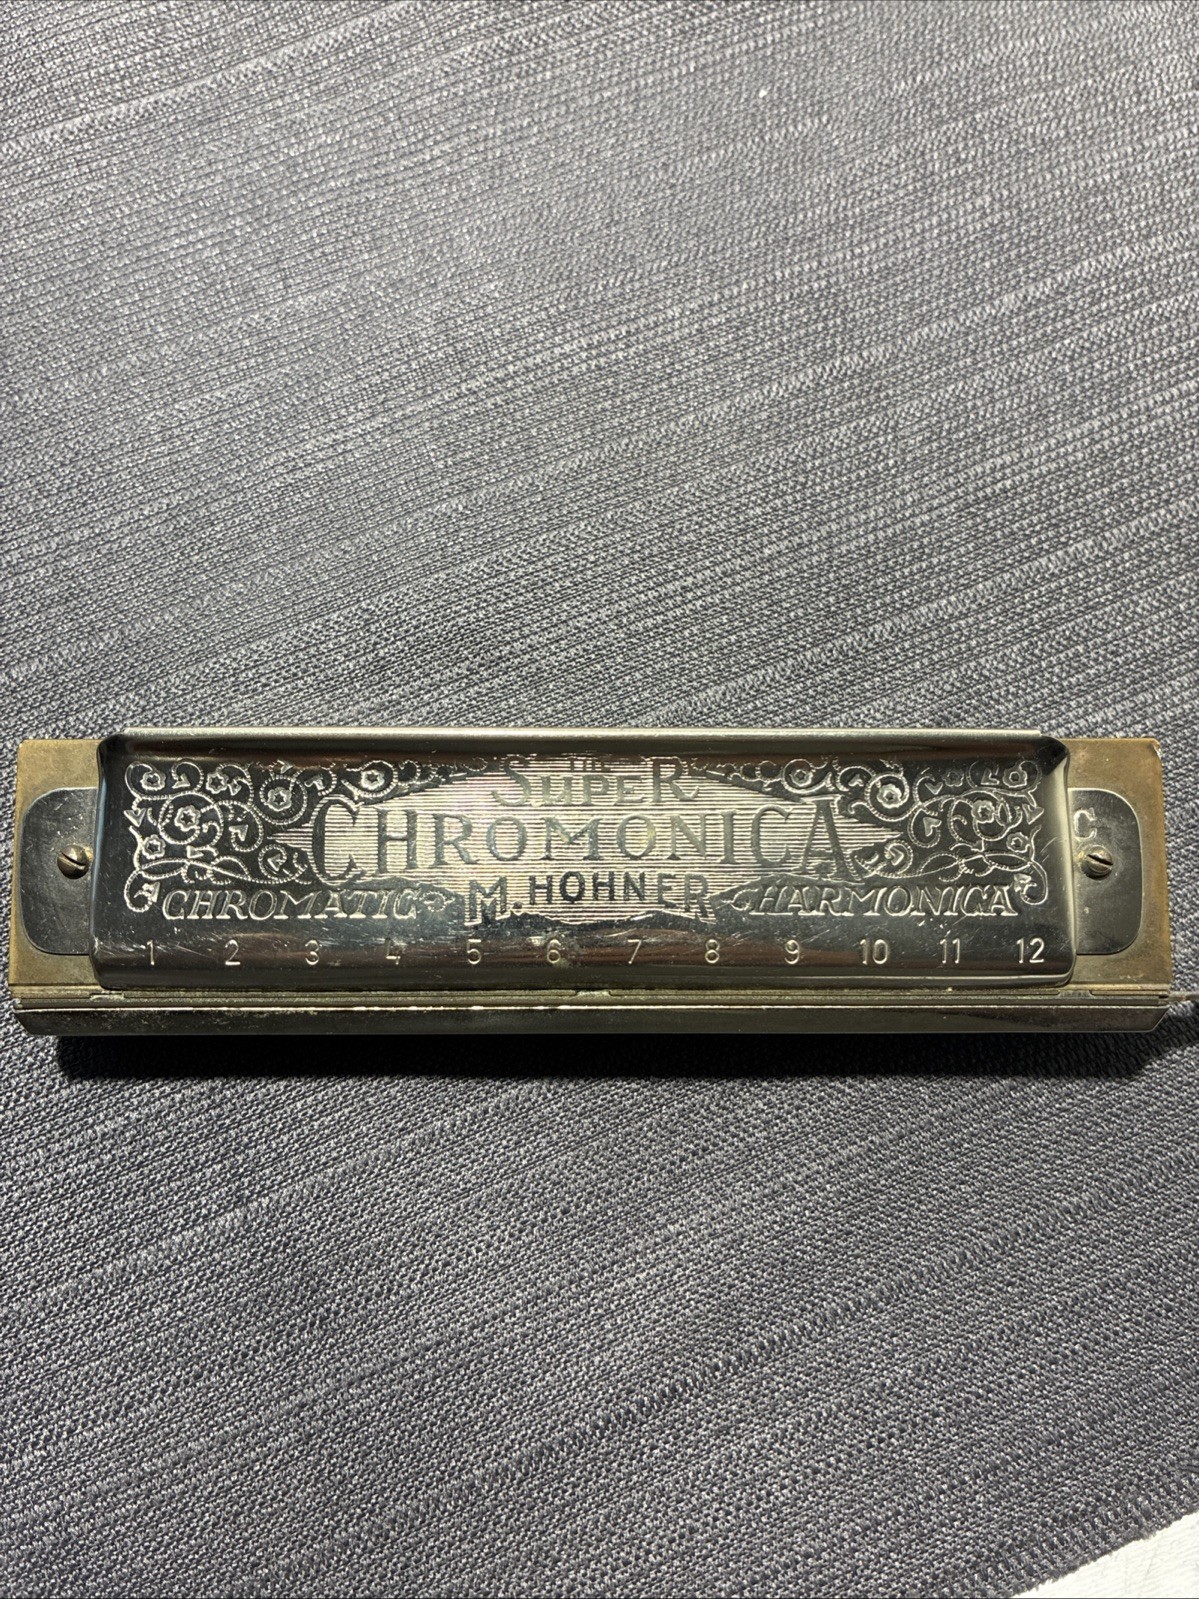 THE
SUPER
CHROMONICA
CHROMATIC M. HOHNER HARMONICA
1 2 3 4 5 6 7 8 9 10 11 12
C